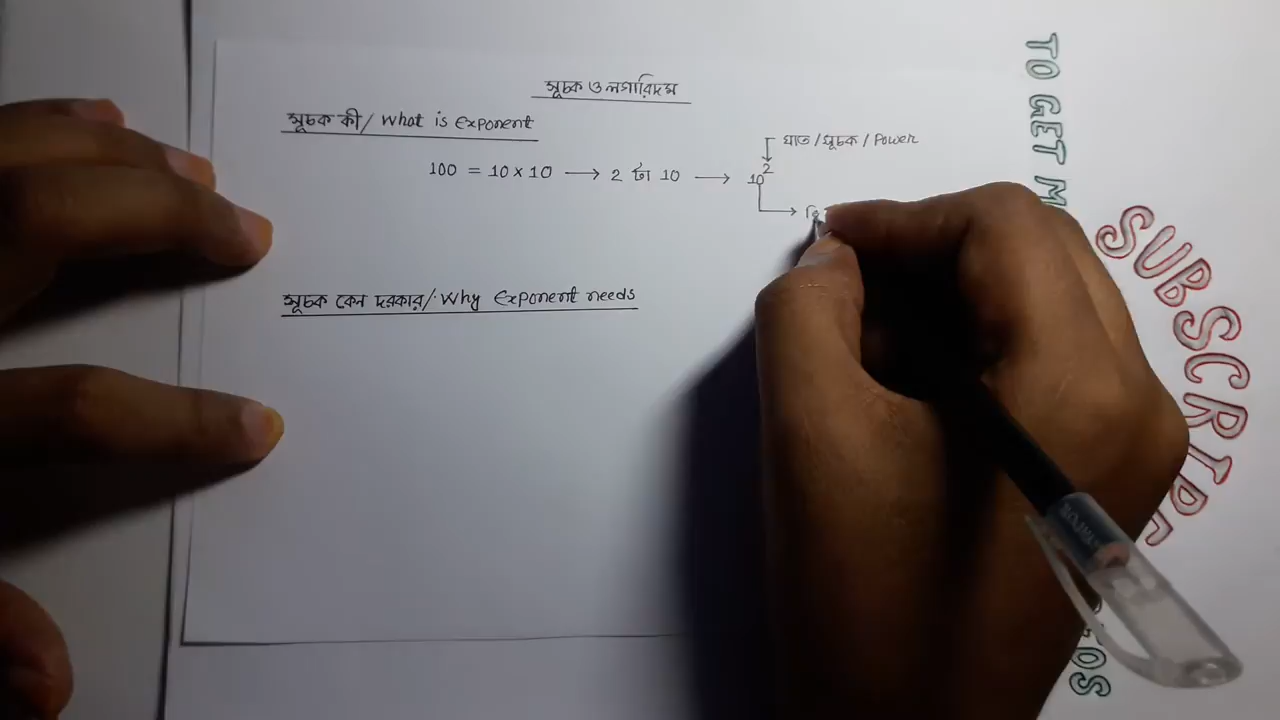 সূচক ও লগারিদম
সূচক কী / What is Exponent
ঘাত / সূচক / Power
100 = 10 × 10 → 2 টা 10 → 10²
সূচক কেন দরকার / Why Exponent needs
TO GET M
SUBSCRI